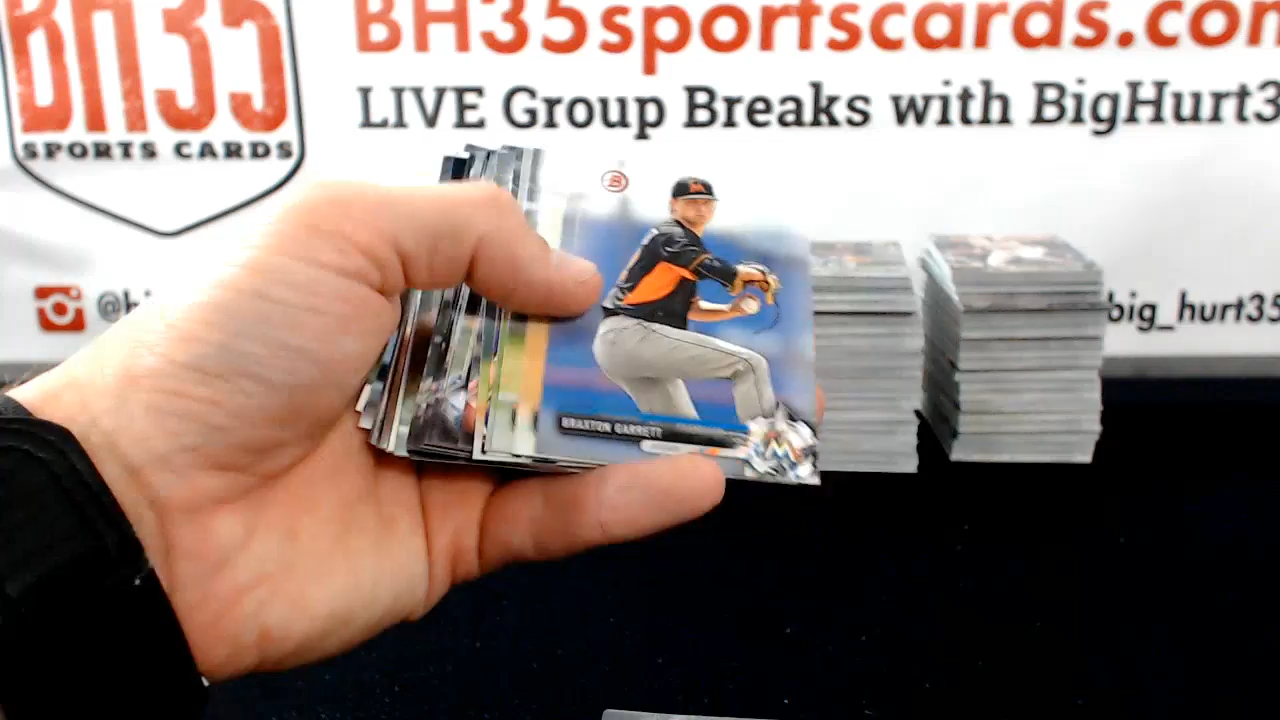 BH35
SPORTS CARDS
BH35sportscards.com
LIVE Group Breaks with BigHurt3
big_hurt35
B
BRAXTON GARRETT